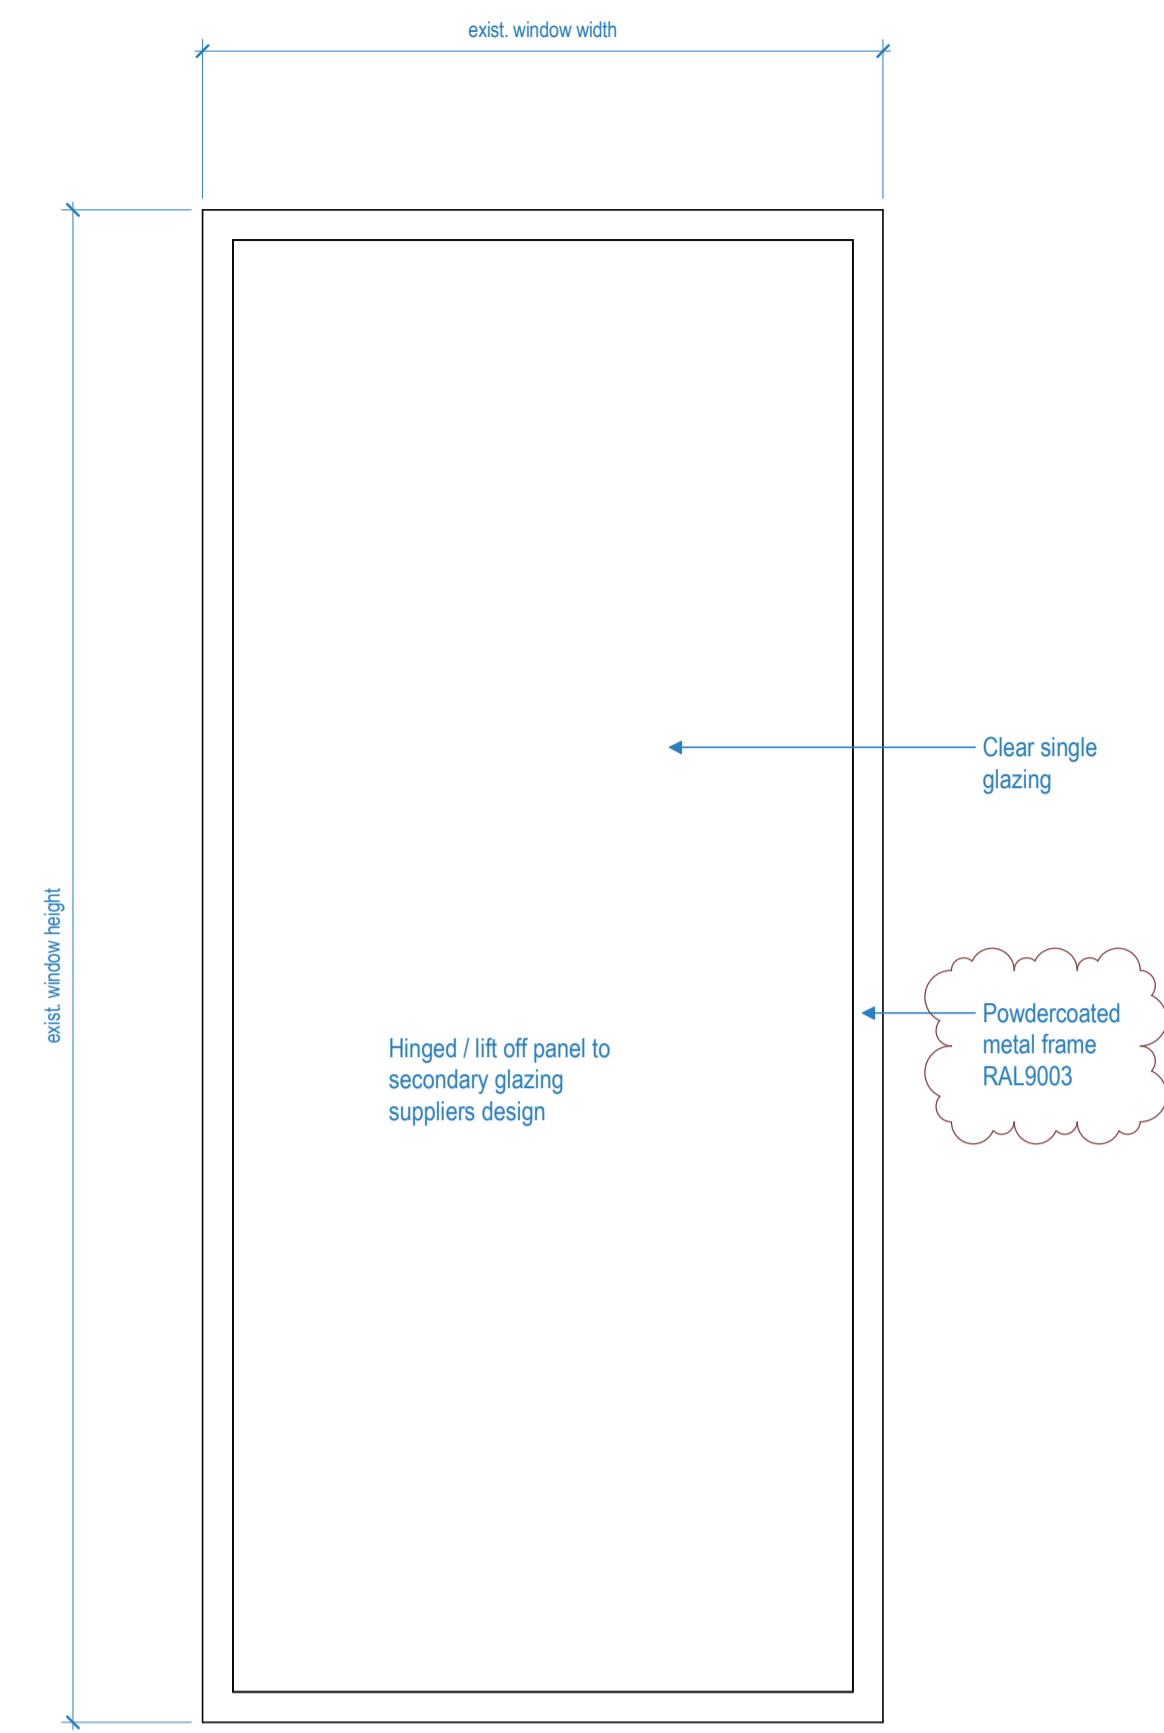 exist. window width
Clear single
glazing
exist. window height
Powdercoated
metal frame
RAL9003
Hinged / lift off panel to
secondary glazing
suppliers design